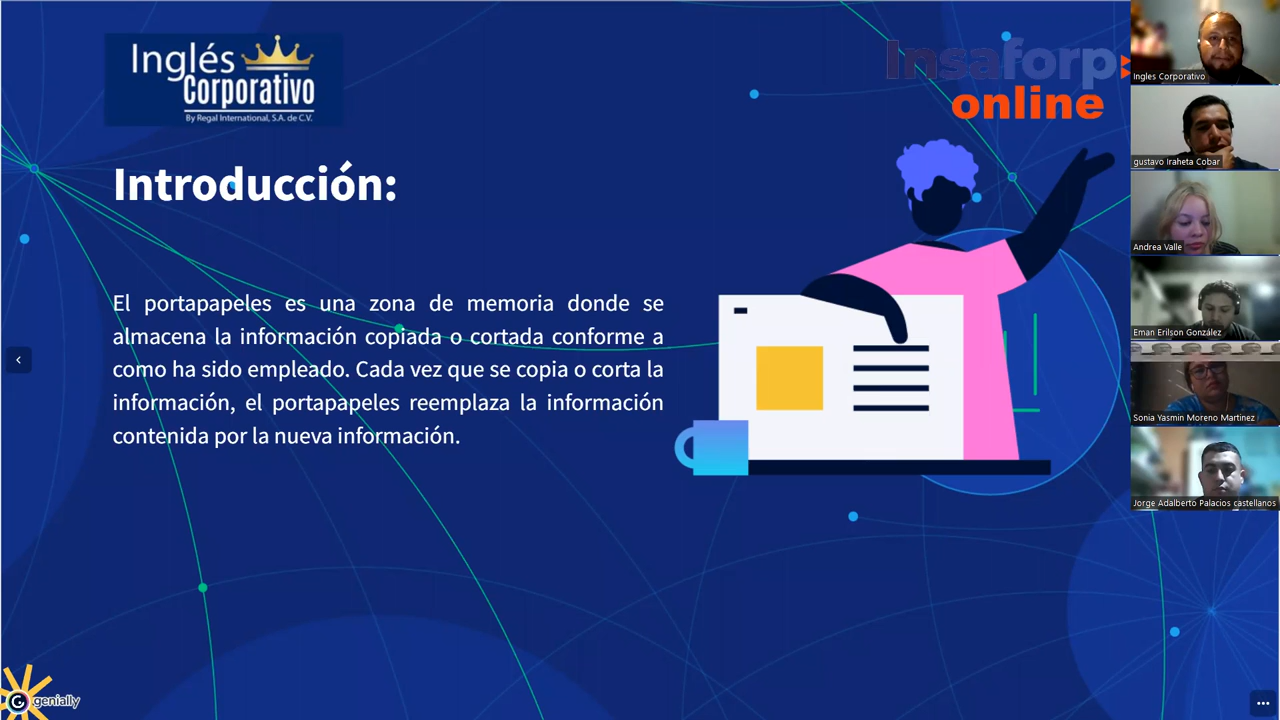 Inglés
Corporativo
By Regal International, S.A. de C.V.
Insaforp
online
Introducción:
El portapapeles es una zona de memoria donde se
almacena la información copiada o cortada conforme a
como ha sido empleado. Cada vez que se copia o corta la
información, el portapapeles reemplaza la información
contenida por la nueva información.
Ingles Corporativo
gustavo Iraheta Cobar
Andrea Valle
Eman Erilson González
Sonia Yasmin Moreno Martinez
Jorge Adalberto Palacios castellanos
genially